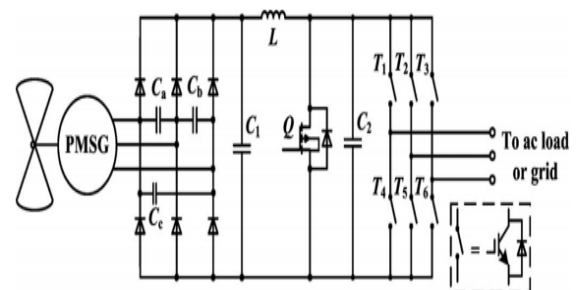 L
T1 T2 T3
Ca Cb
PMSG
C1
Q
C2
To ac load
or grid
T4 T5 T6
Cc
=